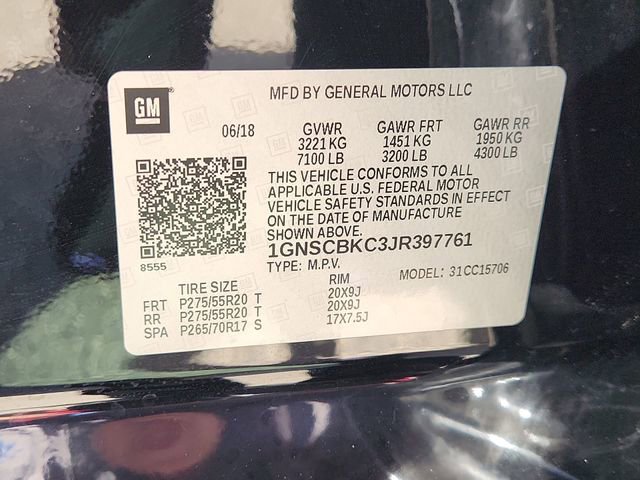 GM
MFD BY GENERAL MOTORS LLC
06/18 GVWR GAWR FRT GAWR RR
3221 KG 1451 KG 1950 KG
7100 LB 3200 LB 4300 LB
THIS VEHICLE CONFORMS TO ALL
APPLICABLE U.S. FEDERAL MOTOR
VEHICLE SAFETY STANDARDS IN EFFECT
ON THE DATE OF MANUFACTURE
SHOWN ABOVE.
1GNSCBKC3JR397761
8555
TYPE: M.P.V. MODEL: 31CC15706
TIRE SIZE RIM
FRT P275/55R20 T 20X9J
RR P275/55R20 T 20X9J
SPA P265/70R17 S 17X7.5J